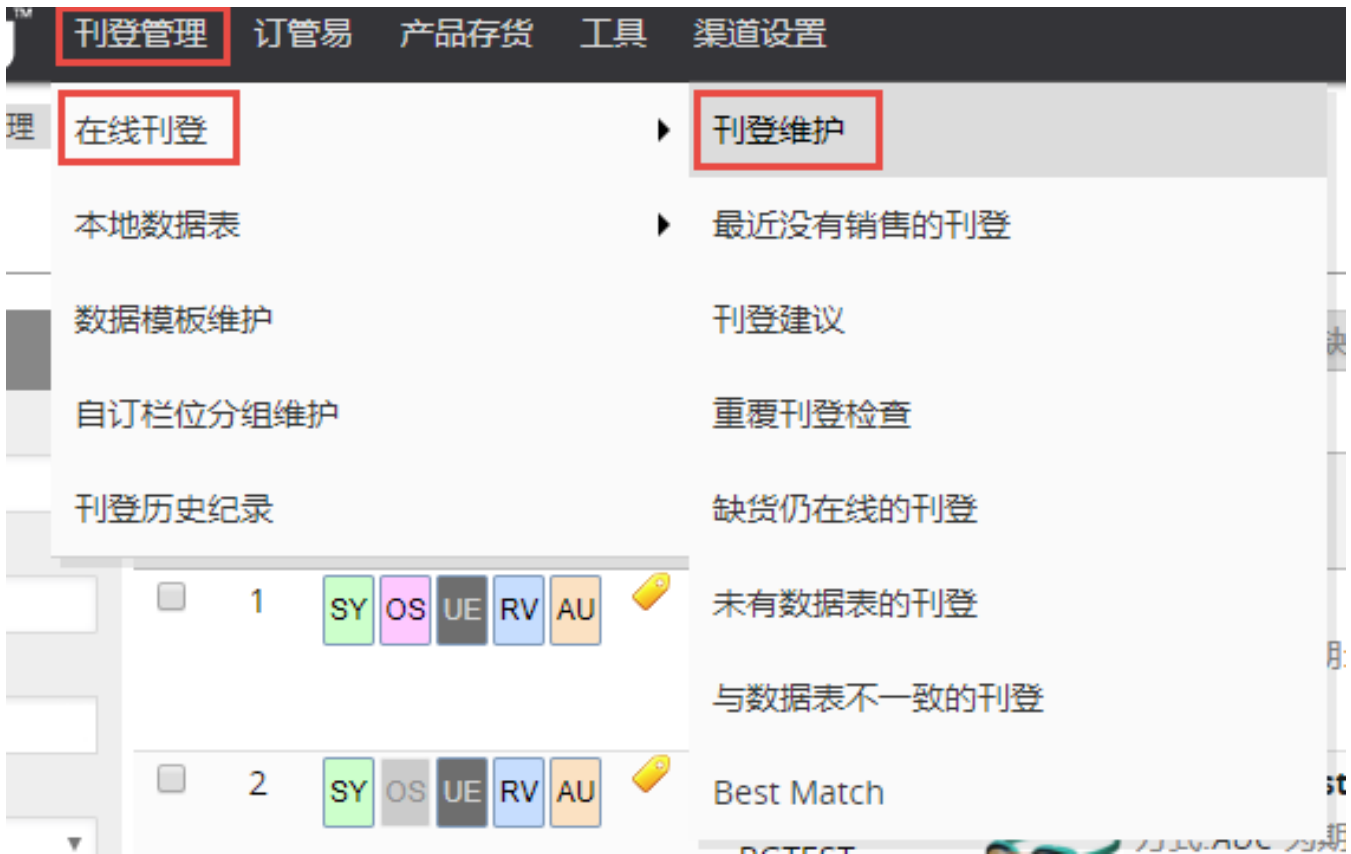 TM
刊登管理 订管易 产品存货 工具 渠道设置
理 在线刊登 刊登维护
本地数据表 最近没有销售的刊登
数据模板维护 刊登建议
自订栏位分组维护 重覆刊登检查
刊登历史纪录 缺货仍在线的刊登
1 SY OS UE RV AU 未有数据表的刊登
与数据表不一致的刊登
2 SY OS UE RV AU Best Match